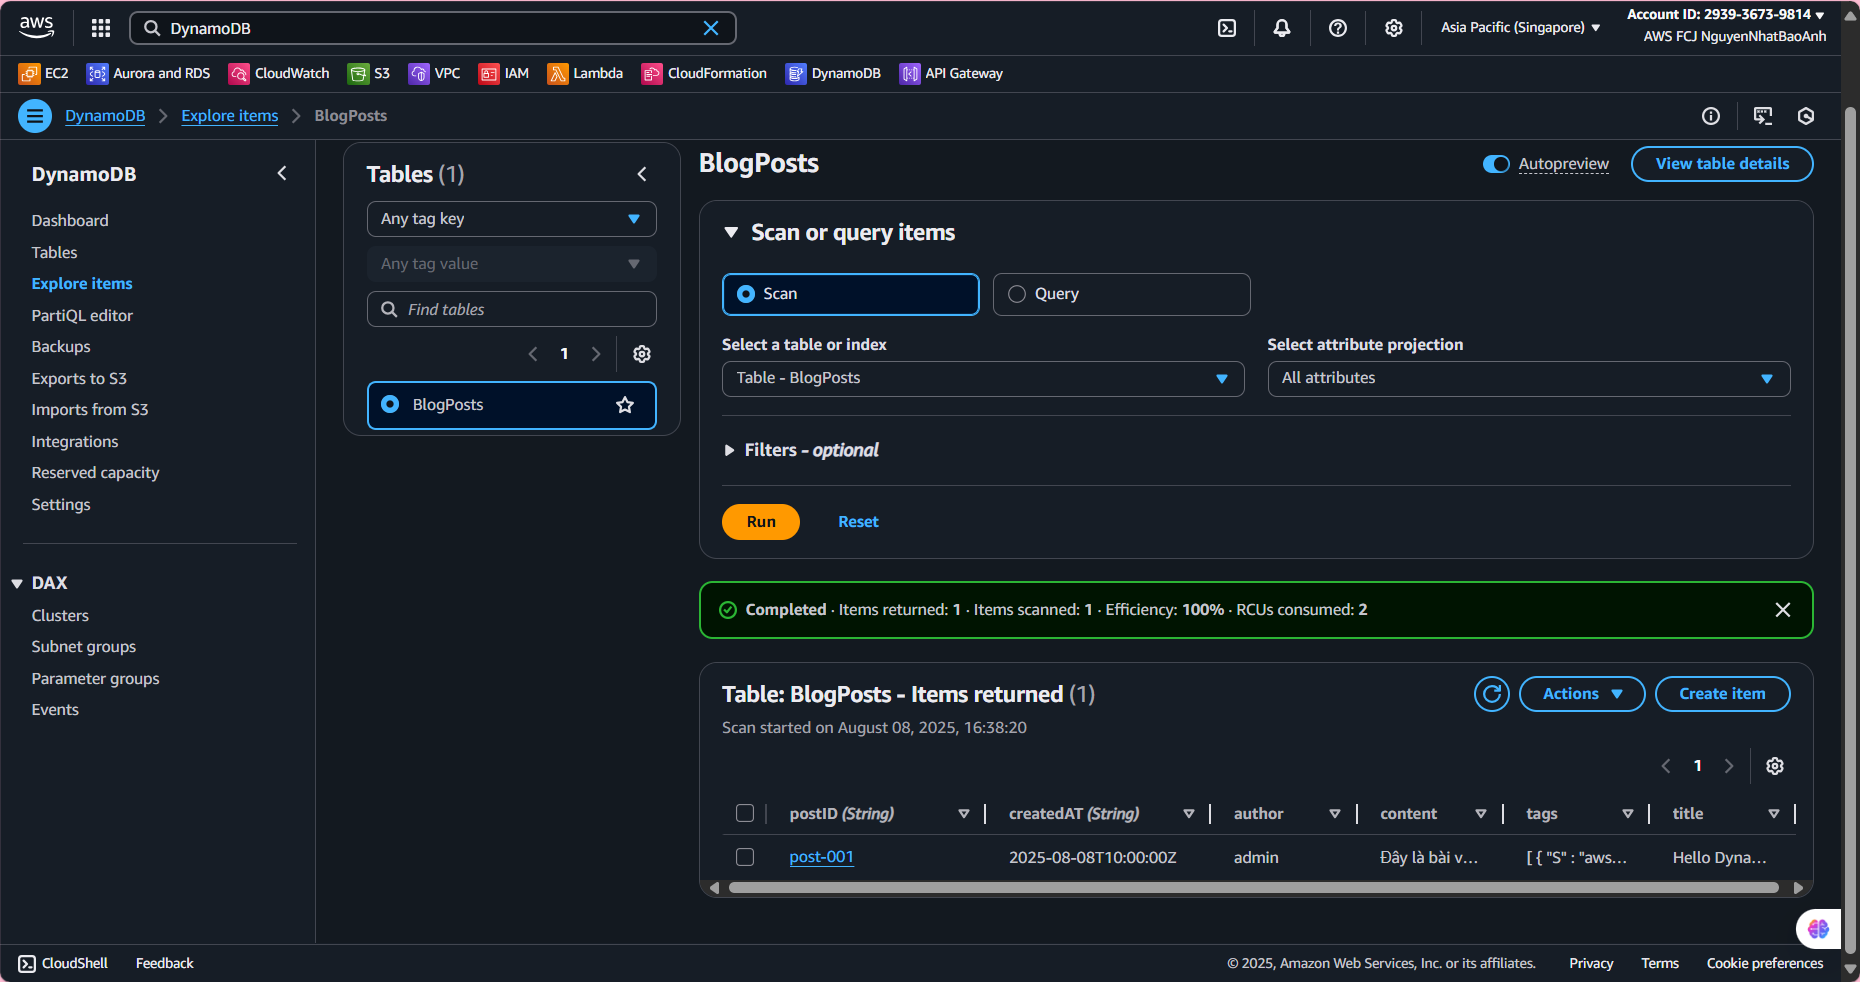 aws
DynamoDB
Asia Pacific (Singapore)
Account ID: 2939-3673-9814
AWS FCJ NguyenNhatBaoAnh
EC2 Aurora and RDS CloudWatch S3 VPC IAM Lambda CloudFormation DynamoDB API Gateway
DynamoDB Explore items BlogPosts
DynamoDB
Dashboard
Tables
Explore items
PartiQL editor
Backups
Exports to S3
Imports from S3
Integrations
Reserved capacity
Settings
DAX
Clusters
Subnet groups
Parameter groups
Events
Tables (1)
Any tag key
Any tag value
Find tables
1
BlogPosts
BlogPosts
Autopreview
View table details
Scan or query items
Scan
Query
Select a table or index
Table - BlogPosts
Select attribute projection
All attributes
Filters - optional
Run
Reset
Completed · Items returned: 1 · Items scanned: 1 · Efficiency: 100% · RCUs consumed: 2
Table: BlogPosts - Items returned (1)
Scan started on August 08, 2025, 16:38:20
Actions
Create item
1
postID (String) createdAT (String) author content tags title
post-001 2025-08-08T10:00:00Z admin Đây là bài v... [ { "S" : "aws... Hello Dyna...
CloudShell
Feedback
© 2025, Amazon Web Services, Inc. or its affiliates.
Privacy
Terms
Cookie preferences